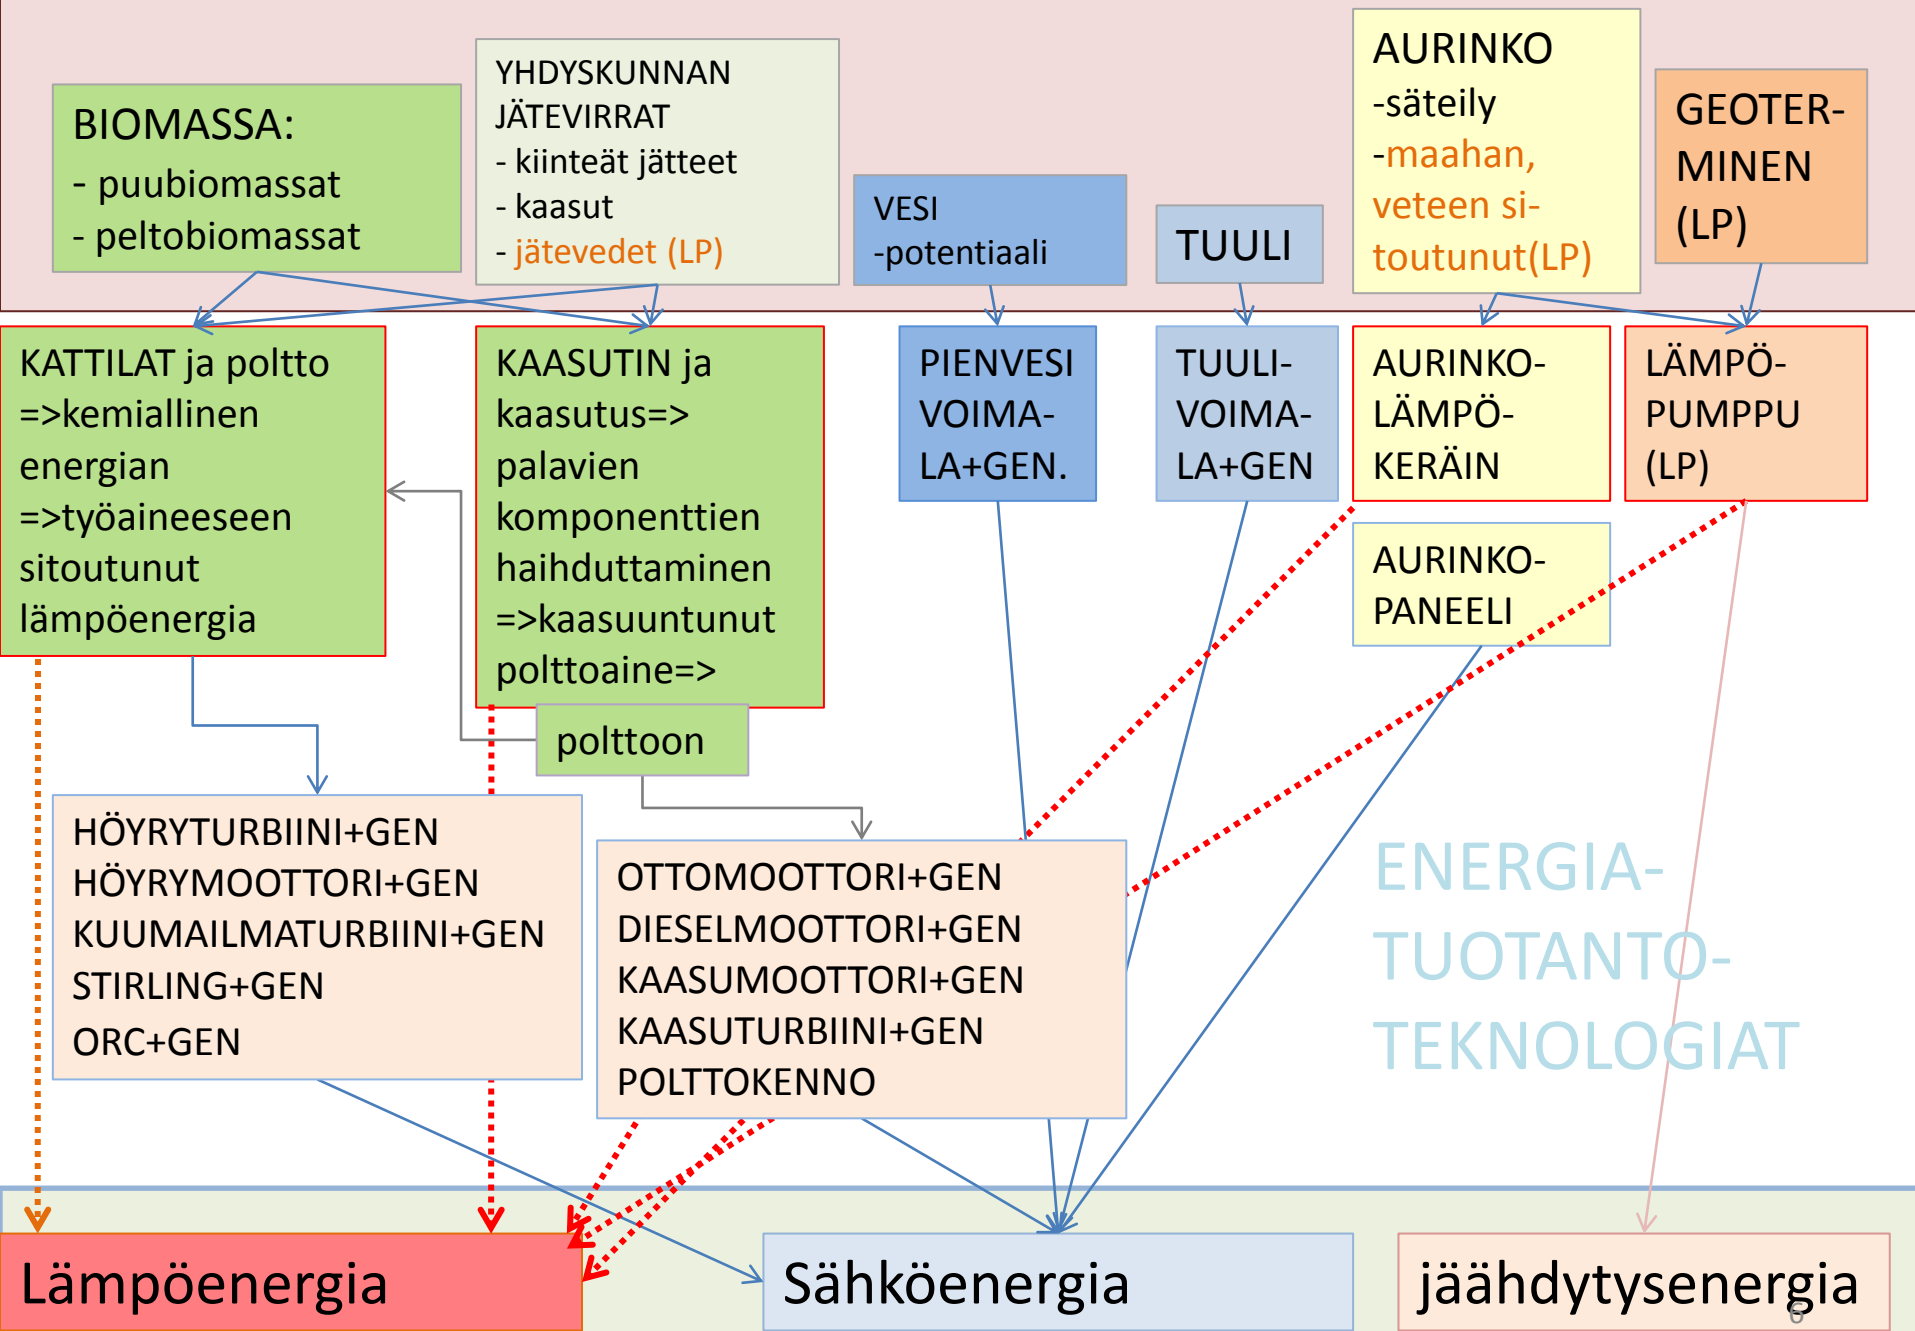 BIOMASSA:
- puubiomassat
- peltobiomassat
YHDYSKUNNAN
JÄTEVIRRAT
- kiinteät jätteet
- kaasut
- jätevedet (LP)
VESI
-potentiaali
TUULI
AURINKO
-säteily
-maahan,
veteen si-
toutunut(LP)
GEOTER-
MINEN
(LP)
KATTILAT ja poltto
=>kemiallinen
energian
=>työaineeseen
sitoutunut
lämpöenergia
KAASUTIN ja
kaasutus=>
palavien
komponenttien
haihduttaminen
=>kaasuuntunut
polttoaine=>
polttoon
PIENVESI
VOIMA-
LA+GEN.
TUULI-
VOIMA-
LA+GEN
AURINKO-
LÄMPÖ-
KERÄIN
LÄMPÖ-
PUMPPU
(LP)
AURINKO-
PANEELI
HÖYRYTURBIINI+GEN
HÖYRYMOOTTORI+GEN
KUUMAILMATURBIINI+GEN
STIRLING+GEN
ORC+GEN
OTTOMOOTTORI+GEN
DIESELMOOTTORI+GEN
KAASUMOOTTORI+GEN
KAASUTURBIINI+GEN
POLTTOKENNO
ENERGIA-
TUOTANTO-
TEKNOLOGIAT
Lämpöenergia
Sähköenergia
jäähdytysenergia
6